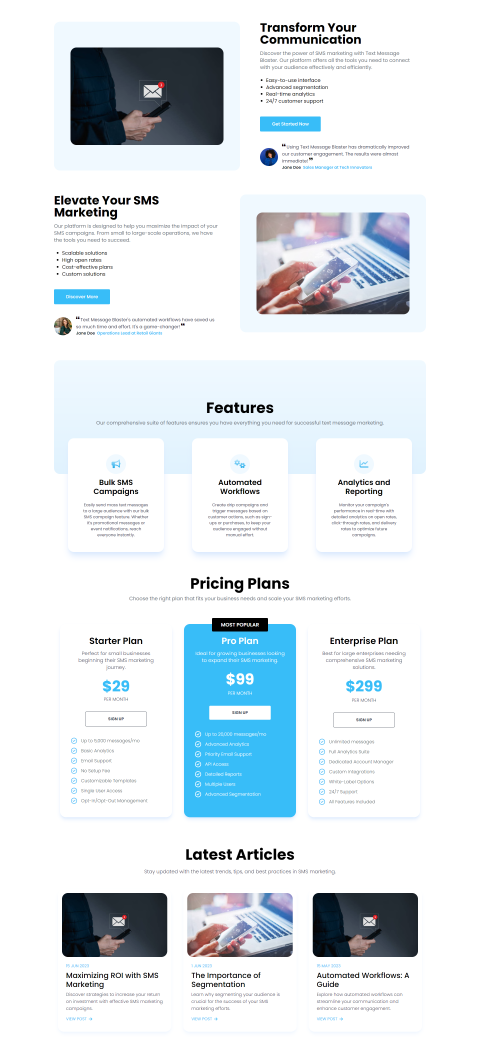 Transform Your
Communication
Discover the power of SMS marketing with Text Message
Blaster. Our platform offers all the tools you need to connect
with your audience effectively and efficiently.
Easy-to-use interface
Advanced segmentation
Real-time analytics
24/7 customer support
Get Started Now
❝Using Text Message Blaster has dramatically improved
our customer engagement. The results were almost
immediate!❞
Jane Doe Sales Manager at Tech Innovators
Elevate Your SMS
Marketing
Our platform is designed to help you maximize the impact of your
SMS campaigns. From small to large-scale operations, we have
the tools you need to succeed.
Scalable solutions
High open rates
Cost-effective plans
Custom solutions
Discover More
❝Text Message Blaster's automated workflows have saved us
so much time and effort. It's a game-changer!❞
Jane Doe Operations Lead at Retail Giants
Features
Our comprehensive suite of features ensures you have everything you need for successful text message marketing.
Bulk SMS
Campaigns
Easily send mass text messages
to a large audience with our bulk
SMS campaign feature. Whether
it's promotional messages or
event notifications, reach
everyone instantly.
Automated
Workflows
Create drip campaigns and
trigger messages based on
customer actions, such as sign-
ups or purchases, to keep your
audience engaged without
manual effort.
Analytics and
Reporting
Monitor your campaign's
performance in real-time with
detailed analytics on open rates,
click-through rates, and delivery
rates to optimize future
campaigns.
Pricing Plans
Choose the right plan that fits your business needs and scale your SMS marketing efforts.
Starter Plan
Perfect for small businesses
beginning their SMS marketing
journey.
$29
PER MONTH
SIGN UP
Up to 5,000 messages/mo
Basic Analytics
Email Support
No Setup Fee
Customizable Templates
Single User Access
Opt-in/Opt-Out Management
MOST POPULAR
Pro Plan
Ideal for growing businesses looking
to expand their SMS marketing.
$99
PER MONTH
SIGN UP
Advanced Analytics
Priority Email Support
API Access
Detailed Reports
Multiple Users
Advanced Segmentation
Enterprise Plan
Best for large enterprises needing
comprehensive SMS marketing
solutions.
$299
PER MONTH
SIGN UP
Unlimited messages
Full Analytics Suite
Dedicated Account Manager
Custom Integrations
White-Label Options
24/7 Support
All Features Included
Latest Articles
Stay updated with the latest trends, tips, and best practices in SMS marketing.
JUN 2023
Maximizing ROI with SMS
Marketing
Discover strategies to increase your return
on investment with effective SMS marketing
campaigns.
VIEW POST →
1 JUN 2023
The Importance of
Segmentation
Learn why segmenting your audience is
crucial for the success of your SMS
marketing efforts.
VIEW POST →
MAY 2023
Automated Workflows: A
Guide
Explore how automated workflows can
streamline your communication and
enhance customer engagement.
VIEW POST →